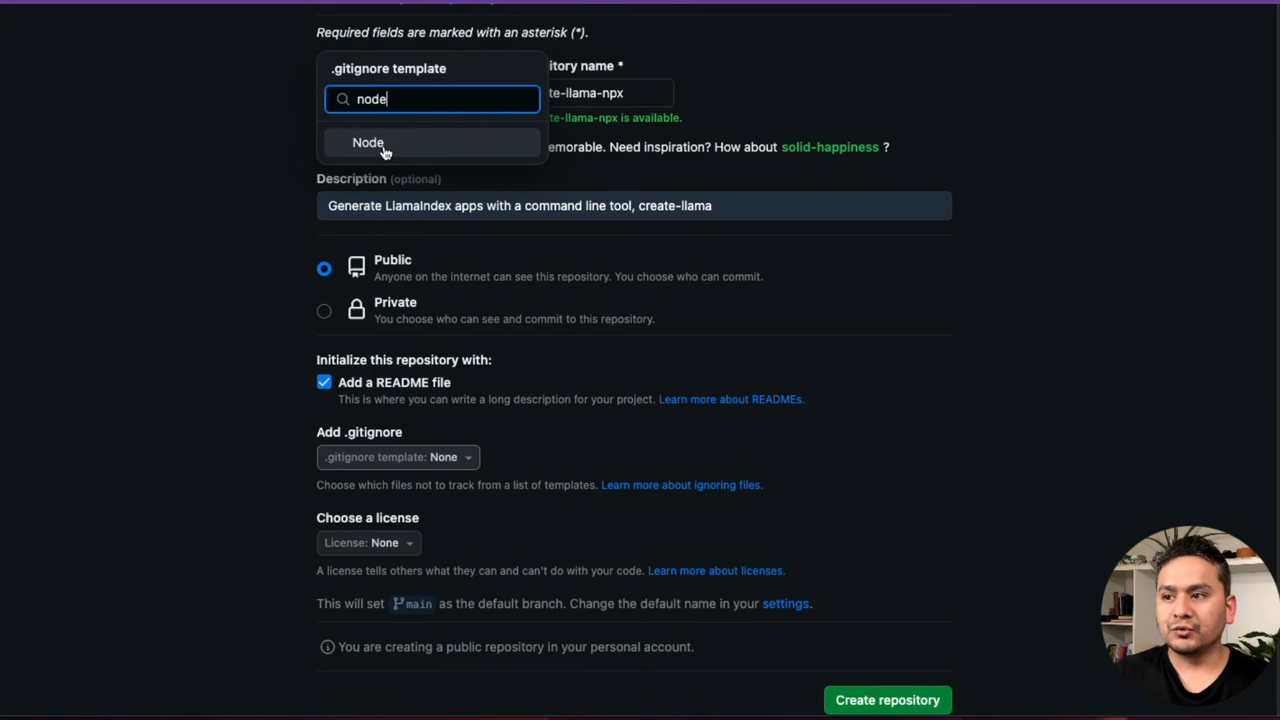 Required fields are marked with an asterisk (*).
.gitignore template
node
Node
itory name *
te-llama-npx
te-llama-npx is available.
emorable. Need inspiration? How about solid-happiness ?
Description (optional)
Generate LlamaIndex apps with a command line tool, create-llama
Public
Anyone on the internet can see this repository. You choose who can commit.
Private
You choose who can see and commit to this repository.
Initialize this repository with:
Add a README file
This is where you can write a long description for your project. Learn more about READMEs.
Add .gitignore
.gitignore template: None
Choose which files not to track from a list of templates. Learn more about ignoring files.
Choose a license
License: None
A license tells others what they can and can't do with your code. Learn more about licenses.
This will set main as the default branch. Change the default name in your settings.
You are creating a public repository in your personal account.
Create repository